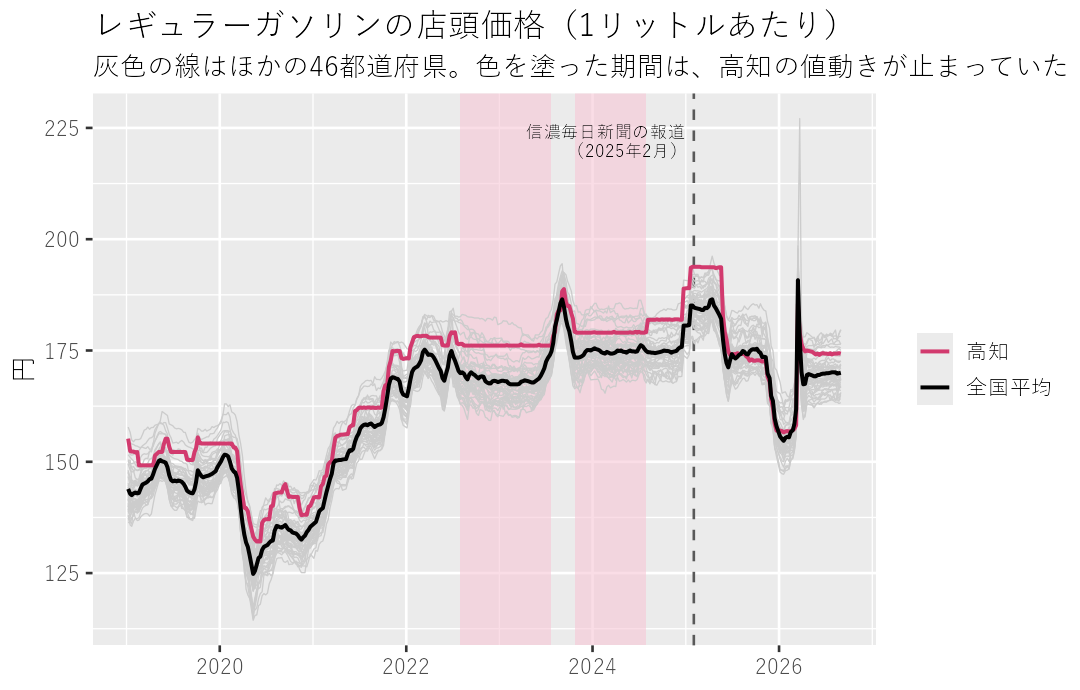 レギュラーガソリンの店頭価格（1リットルあたり）
灰色の線はほかの46都道府県。色を塗った期間は、高知の値動きが止まっていた
円
225
200
175
150
125
信濃毎日新聞の報道
（2025年2月）
高知
全国平均
2020
2022
2024
2026